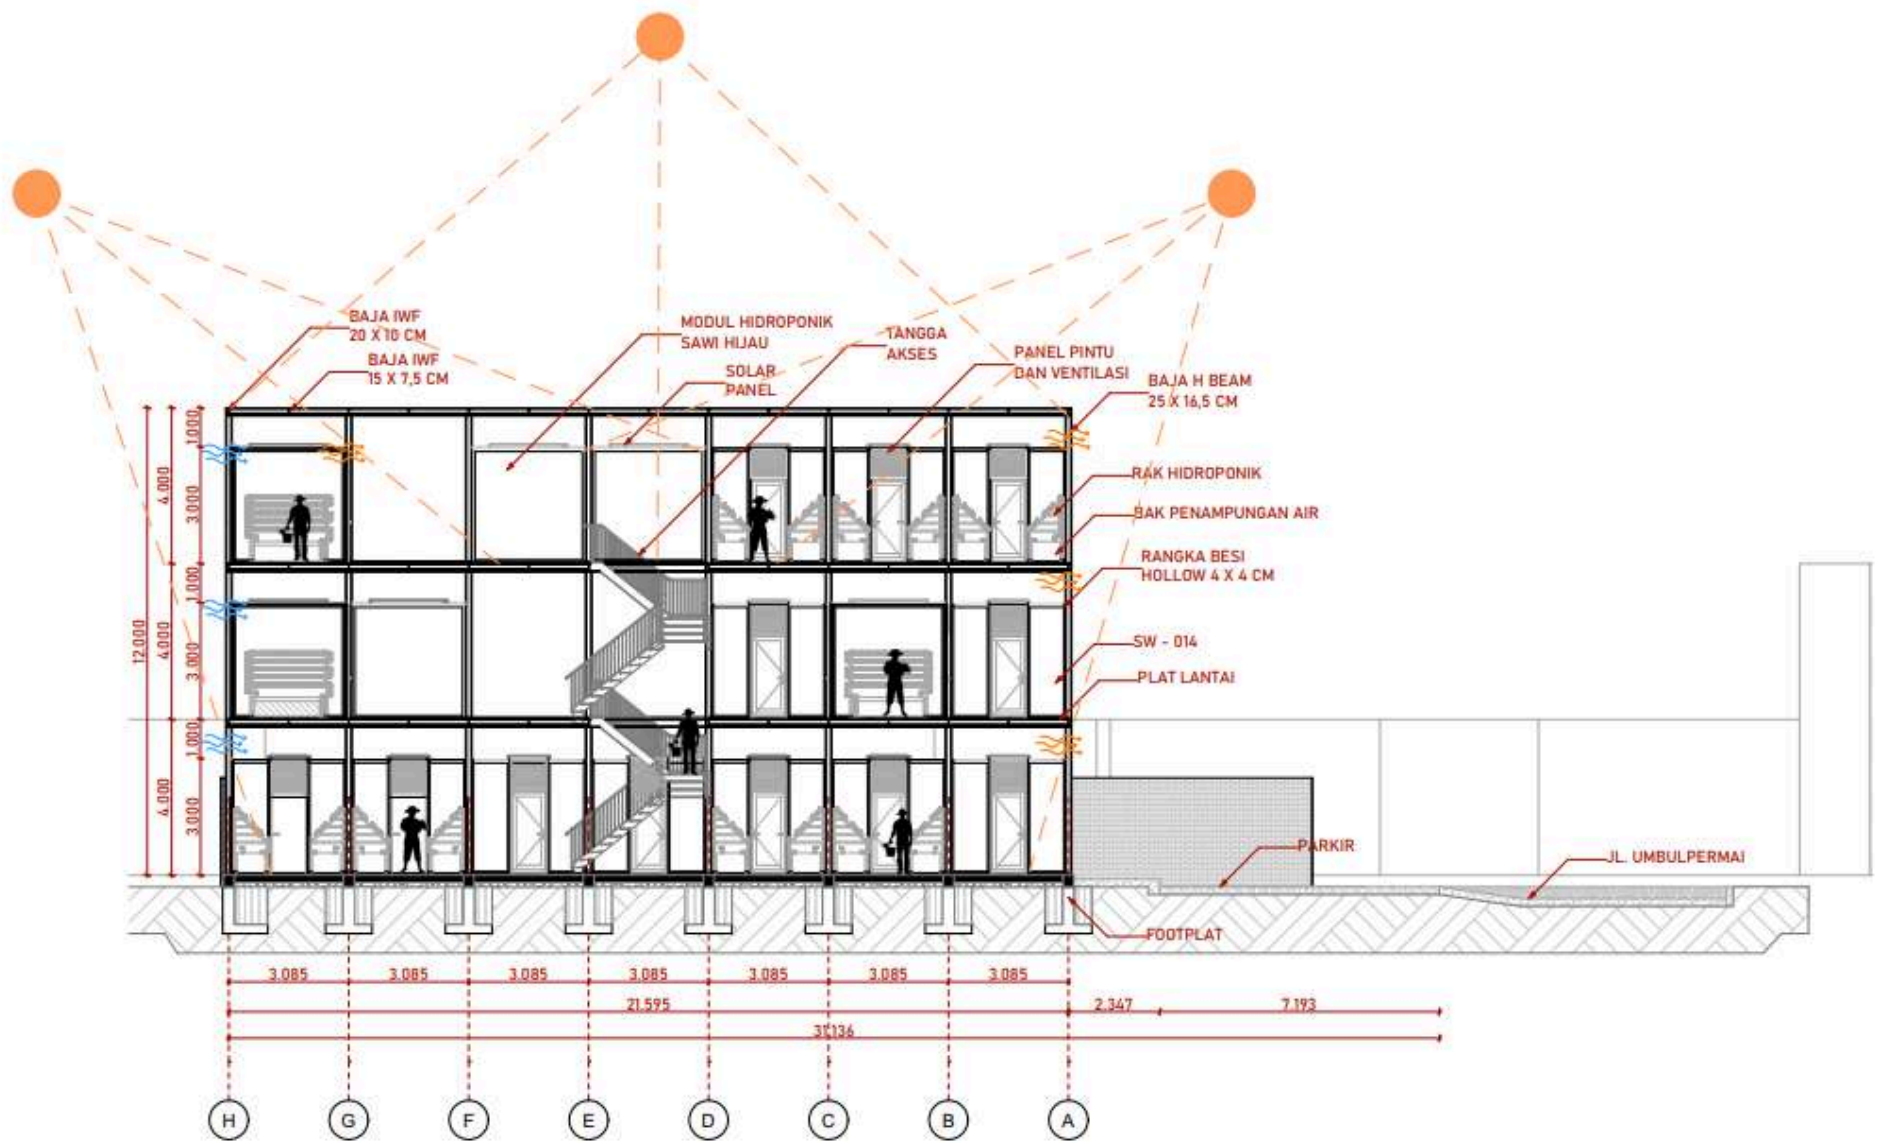 BAJA IWF
20 X 10 CM
BAJA IWF
15 X 7,5 CM
MODUL HIDROPONIK
SAWI HIJAU
SOLAR
PANEL
TANGGA
AKSES
PANEL PINTU
DAN VENTILASI
BAJA H BEAM
25 X 16,5 CM
RAK HIDROPONIK
BAK PENAMPUNGAN AIR
RANGKA BESI
HOLLOW 4 X 4 CM
SW - 014
PLAT LANTAI
PARKIR
JL. UMBULPERMAI
FOOTPLAT
12.000
4.000
4.000
4.000
1.000
3.000
1.000
3.000
1.000
3.000
3.085
3.085
3.085
3.085
3.085
3.085
3.085
21.595
2.347
7.193
31.136
H
G
F
E
D
C
B
A